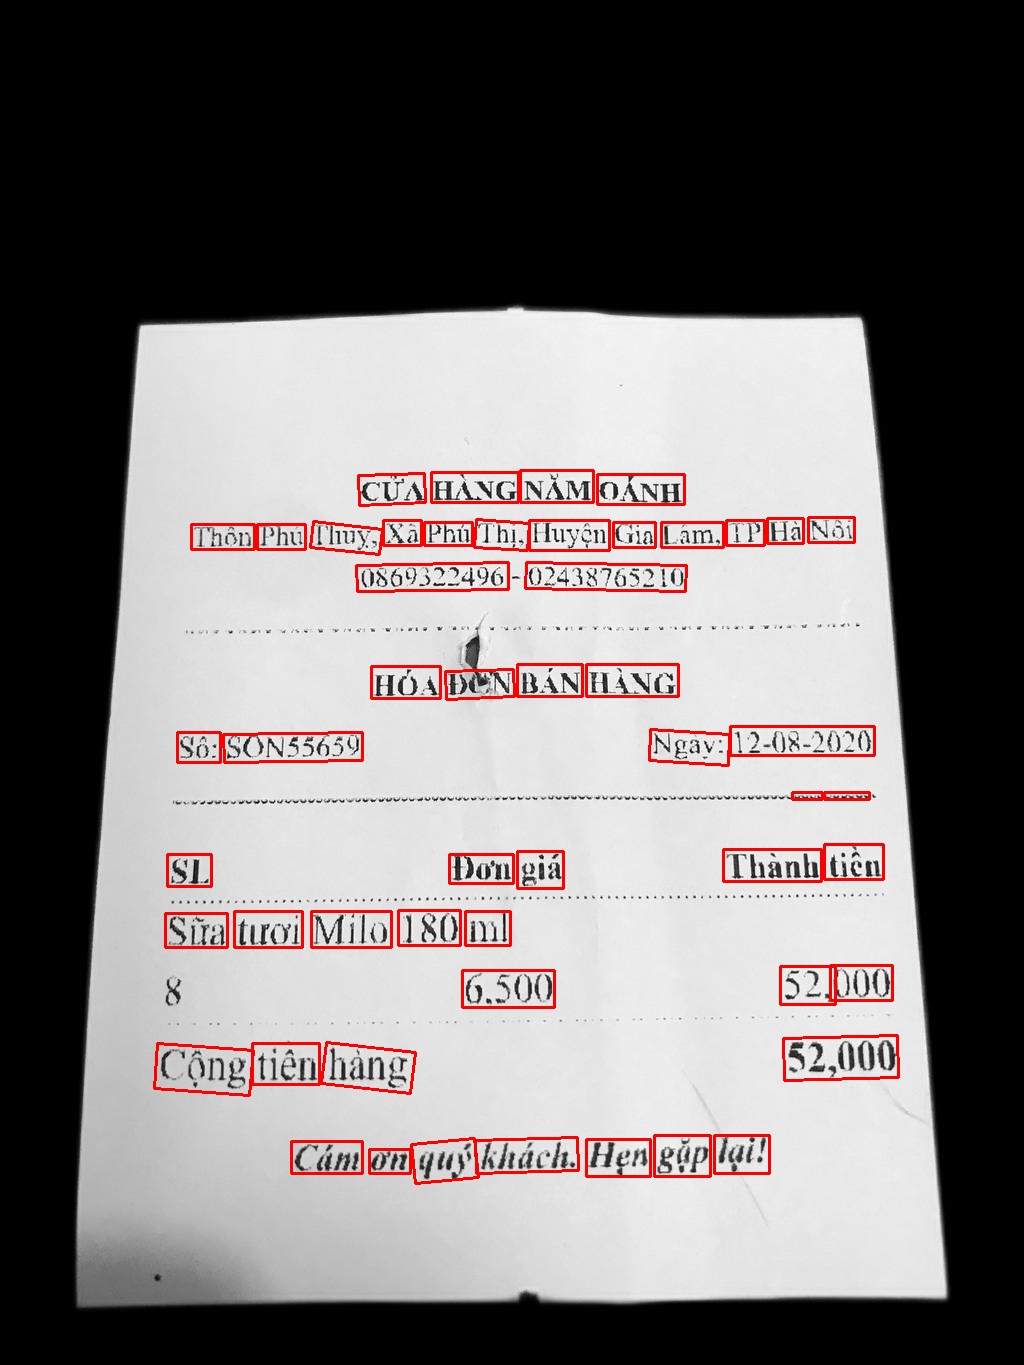 CỬA HÀNG NĂM OÁNH
Thôn Phú Thuỵ, Xã Phú Thị, Huyện Gia Lâm, TP Hà Nội
0869322496 - 02438765210
HÓA ĐƠN BÁN HÀNG
Số: SON55659 Ngày: 12-08-2020
SL Đơn giá Thành tiền
Sữa tươi Milo 180 ml
8 6,500 52,000
Cộng tiền hàng 52,000
Cám ơn quý khách. Hẹn gặp lại!